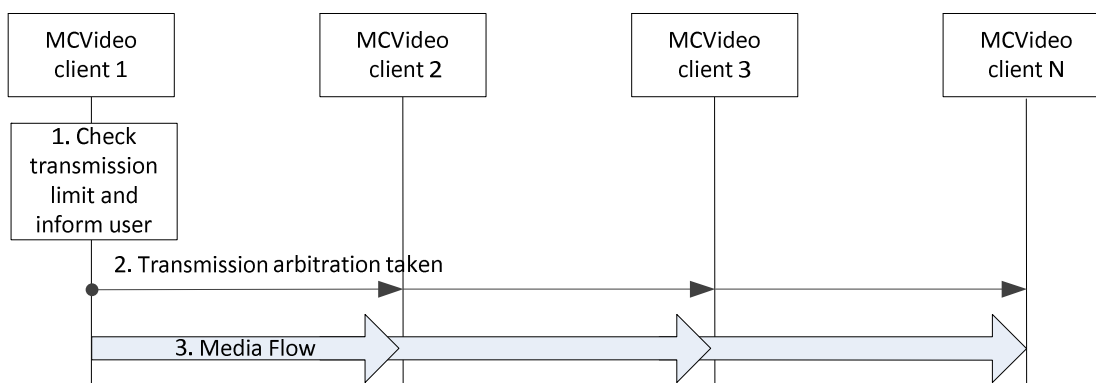 MCVideo
client 1
MCVideo
client 2
MCVideo
client 3
MCVideo
client N
1. Check
transmission
limit and
inform user
2. Transmission arbitration taken
3. Media Flow